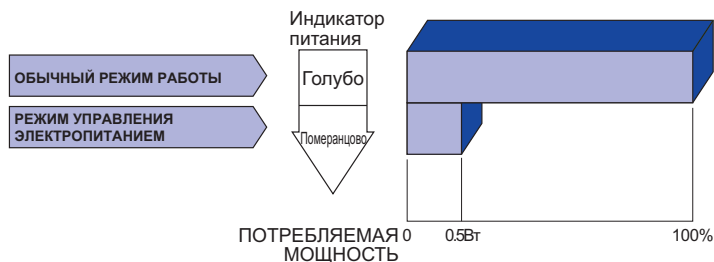 Индикатор
питания
ОБЫЧНЫЙ РЕЖИМ РАБОТЫ
Голубо
РЕЖИМ УПРАВЛЕНИЯ
ЭЛЕКТРОПИТАНИЕМ
Померанцово
ПОТРЕБЛЯЕМАЯ
МОЩНОСТЬ
0 0.5Вт 100%